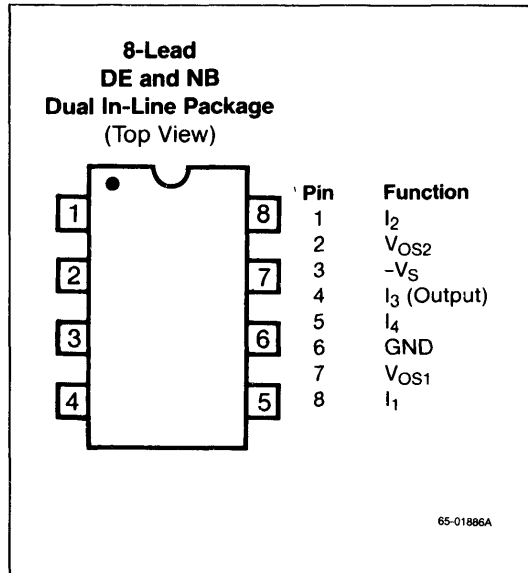 8-Lead
DE and NB
Dual In-Line Package
(Top View)
1
2
3
4
8
7
6
5
Pin Function
1 I2
2 VOS2
3 -VS
4 I3 (Output)
5 I4
6 GND
7 VOS1
8 I1
65-01886A